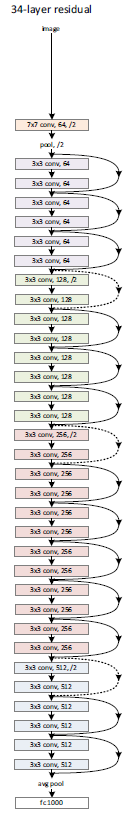 34-layer residual
image
7x7 conv, 64, /2
pool, /2
3x3 conv, 64
3x3 conv, 64
3x3 conv, 64
3x3 conv, 64
3x3 conv, 64
3x3 conv, 64
3x3 conv, 128, /2
3x3 conv, 128
3x3 conv, 128
3x3 conv, 128
3x3 conv, 128
3x3 conv, 128
3x3 conv, 128
3x3 conv, 128
3x3 conv, 256, /2
3x3 conv, 256
3x3 conv, 256
3x3 conv, 256
3x3 conv, 256
3x3 conv, 256
3x3 conv, 256
3x3 conv, 256
3x3 conv, 256
3x3 conv, 256
3x3 conv, 256
3x3 conv, 256
3x3 conv, 512, /2
3x3 conv, 512
3x3 conv, 512
3x3 conv, 512
3x3 conv, 512
3x3 conv, 512
avg pool
fc 1000